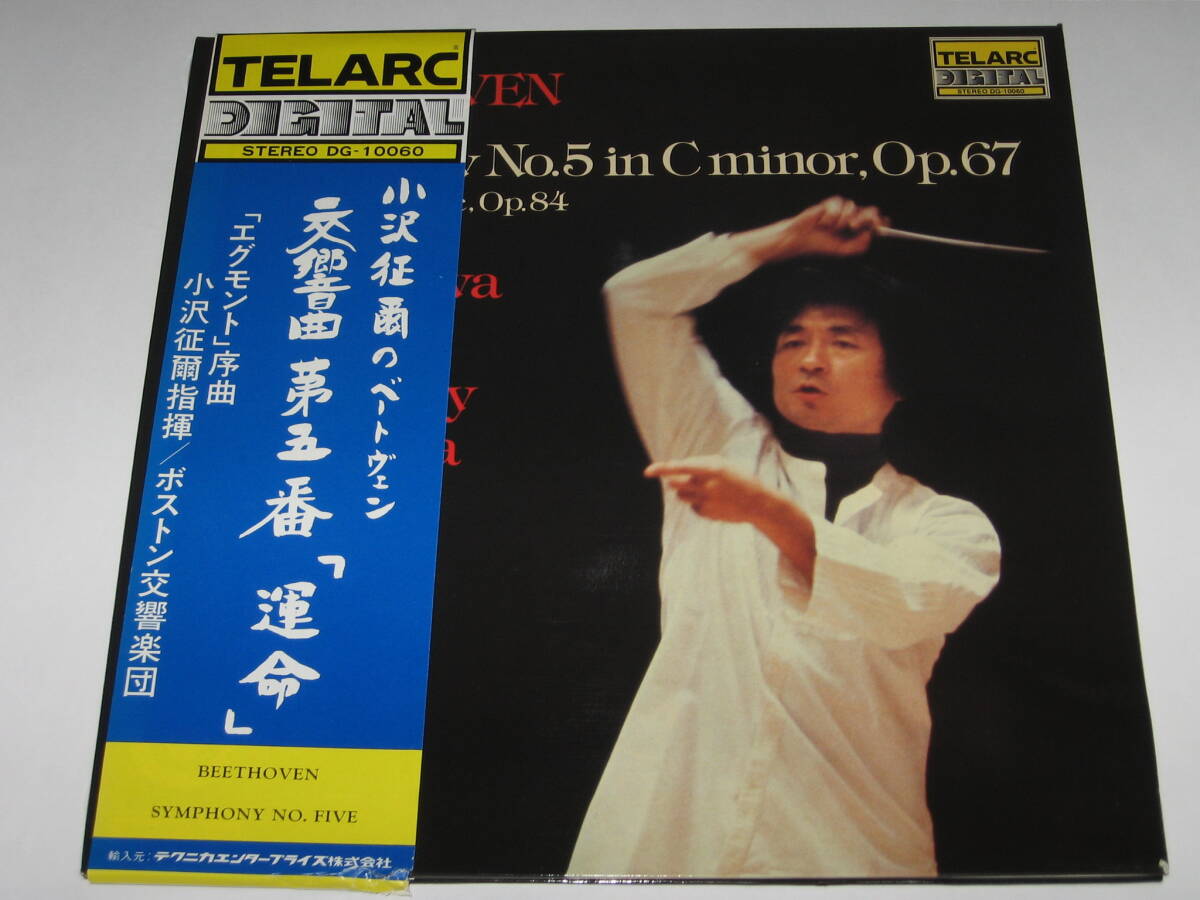 TELARC
DIGITAL
STEREO DG-10060
小沢征爾のベートヴェン
交響曲第五番「運命」
「エグモント」序曲
小沢征爾指揮/ボストン交響楽団
BEETHOVEN
SYMPHONY NO. FIVE
輸入元:テクニカエンタープライズ株式会社
VEN
y No.5 in C minor, Op.67
, Op.84
wa
y
a
TELARC
DIGITAL
STEREO DG-10060